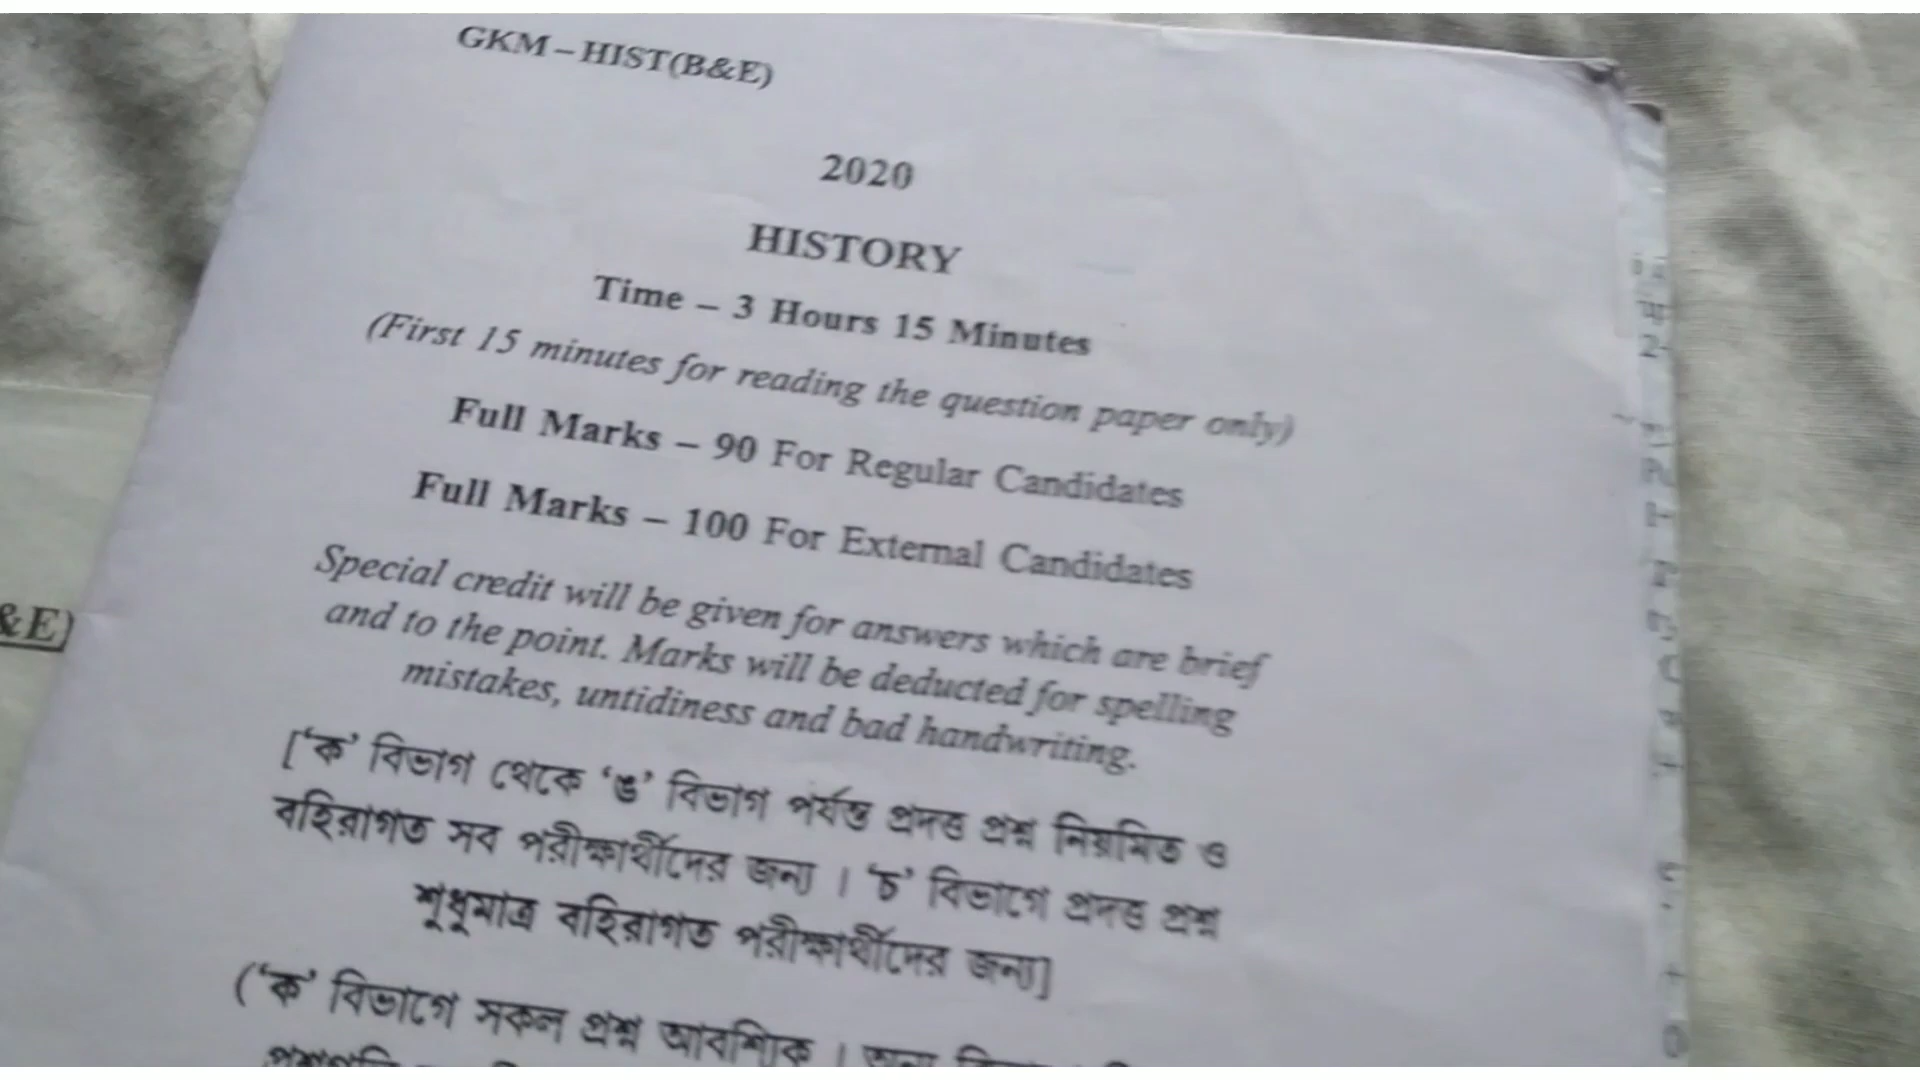 GKM – HIST(B&E)
2020
HISTORY
Time – 3 Hours 15 Minutes
(First 15 minutes for reading the question paper only)
Full Marks – 90 For Regular Candidates
Full Marks – 100 For External Candidates
Special credit will be given for answers which are brief
and to the point. Marks will be deducted for spelling
mistakes, untidiness and bad handwriting.
[‘ক’ বিভাগ থেকে ‘ঙ’ বিভাগ পর্যন্ত প্রদত্ত প্রশ্ন নিয়মিত ও
বহিরাগত সব পরীক্ষার্থীদের জন্য । ‘চ’ বিভাগে প্রদত্ত প্রশ্ন
শুধুমাত্র বহিরাগত পরীক্ষার্থীদের জন্য]
(‘ক’ বিভাগে সকল প্রশ্ন আবশ্যিক । অন্য
&E)